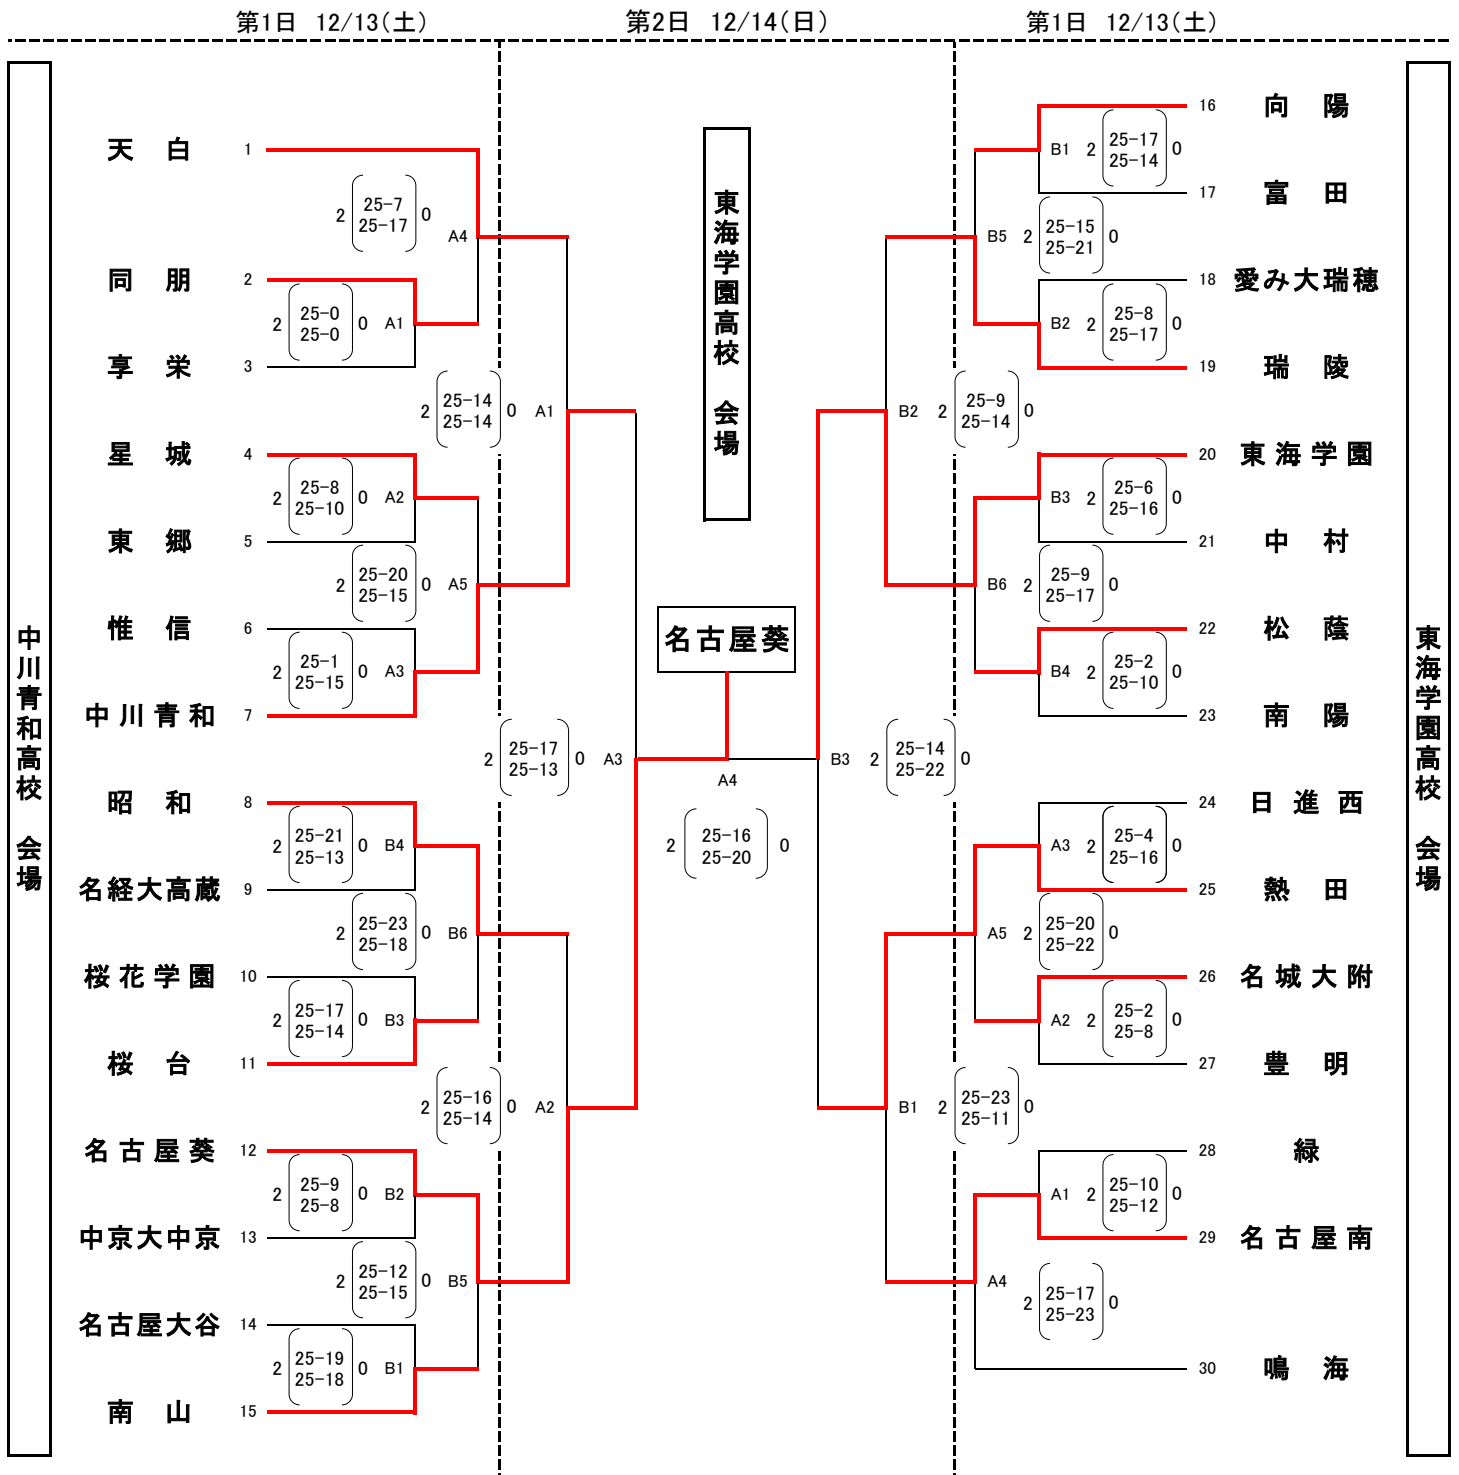 第1日 12/13(土)
第2日 12/14(日)
第1日 12/13(土)
中川青和高校 会場
天白 1
2 25-7 0
25-17
A4
同朋 2
2 25-0 0 A1
25-0
享栄 3
2 25-14 0 A1
25-14
星城 4
2 25-8 0 A2
25-10
東郷 5
2 25-20 0 A5
25-15
惟信 6
2 25-1 0 A3
25-15
中川青和 7
2 25-17 0 A3
25-13
昭和 8
2 25-21 0 B4
25-13
名経大高蔵 9
2 25-23 0 B6
25-18
桜花学園 10
2 25-17 0 B3
25-14
桜台 11
2 25-16 0 A2
25-14
名古屋葵 12
2 25-9 0 B2
25-8
中京大中京 13
2 25-12 0 B5
25-15
名古屋大谷 14
2 25-19 0 B1
25-18
南山 15
東海学園高校 会場
名古屋葵
A4
2 25-16 0
25-20
16 向陽
B1 2 25-17 0
25-14
17 富田
B5 2 25-15 0
25-21
18 愛み大瑞穂
B2 2 25-8 0
25-17
19 瑞陵
B2 2 25-9 0
25-14
20 東海学園
B3 2 25-6 0
25-16
21 中村
B6 2 25-9 0
25-17
22 松蔭
B4 2 25-2 0
25-10
23 南陽
B3 2 25-14 0
25-22
24 日進西
A3 2 25-4 0
25-16
25 熱田
A5 2 25-20 0
25-22
26 名城大附
A2 2 25-2 0
25-8
27 豊明
B1 2 25-23 0
25-11
28 緑
A1 2 25-10 0
25-12
29 名古屋南
A4
2 25-17 0
25-23
30 鳴海
東海学園高校 会場